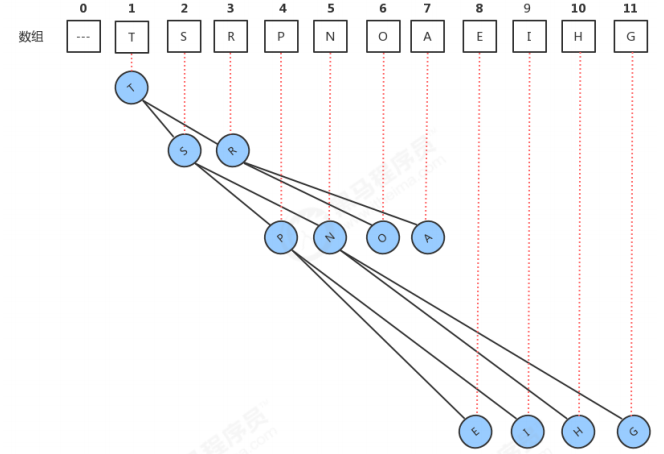 0 1 2 3 4 5 6 7 8 9 10 11
数组 --- T S R P N O A E I H G
T
S R
P N O A
E I H G